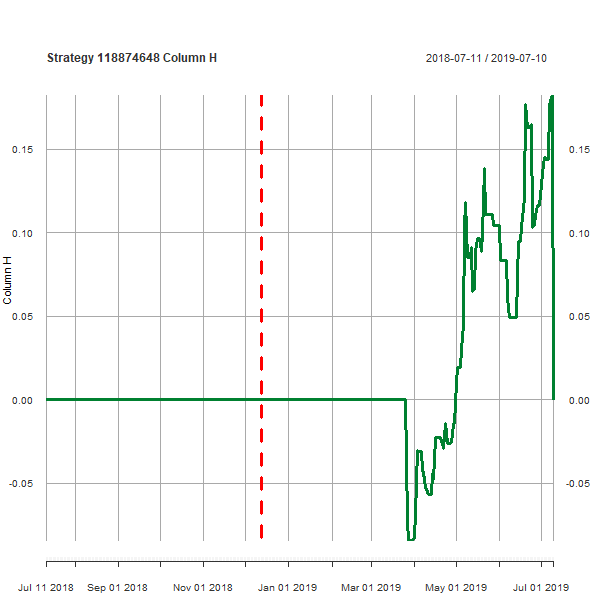 Strategy 118874648 Column H 2018-07-11 / 2019-07-10
0.15 0.15
0.10 0.10
0.05 0.05
Column H
0.00 0.00
-0.05 -0.05
Jul 11 2018 Sep 01 2018 Nov 01 2018 Jan 01 2019 Mar 01 2019 May 01 2019 Jul 01 2019